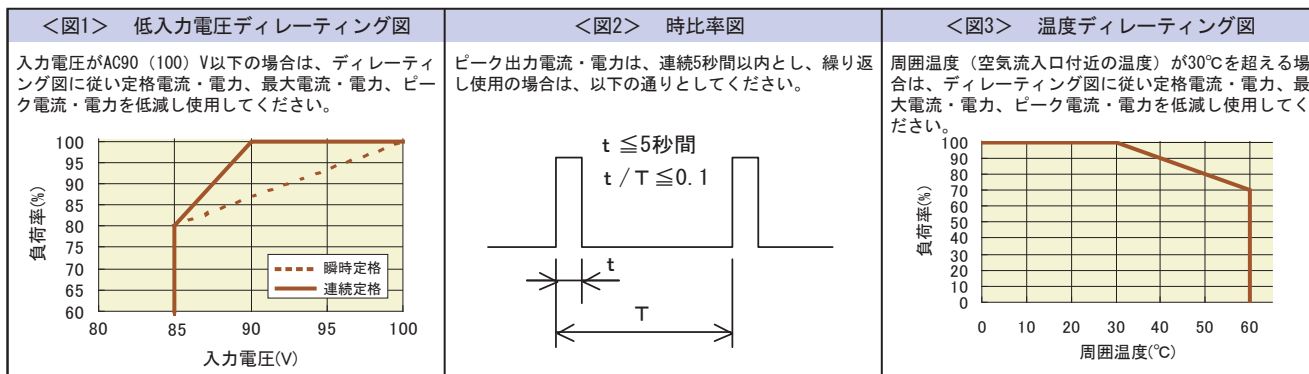 <図1> 低入力電圧ディレーティング図
入力電圧がAC90（100）V以下の場合は、ディレーティ
ング図に従い定格電流・電力、最大電流・電力、ピー
ク電流・電力を低減し使用してください。
100
95
90
85
80
75
70
65
60
負荷率(%)
瞬時定格
連続定格
80 85 90 95 100
入力電圧(V)
<図2> 時比率図
ピーク出力電流・電力は、連続5秒間以内とし、繰り返
し使用の場合は、以下の通りとしてください。
t ≦5秒間
t/T≦0.1
t
T
<図3> 温度ディレーティング図
周囲温度（空気流入口付近の温度）が30℃を超える場
合は、ディレーティング図に従い定格電流・電力、最
大電流・電力、ピーク電流・電力を低減し使用してく
ださい。
100
90
80
70
60
50
40
30
20
10
0
負荷率(%)
0 10 20 30 40 50 60
周囲温度(℃)